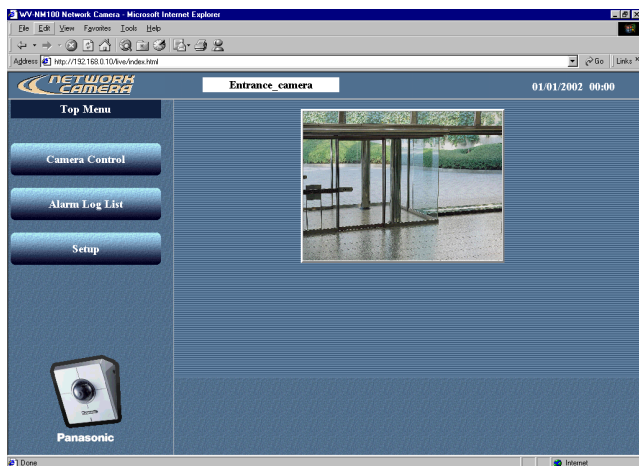 WV-NM100 Network Camera - Microsoft Internet Explorer
File Edit View Favorites Tools Help
Address http://192.168.0.10/live/index.html Go Links »
NETWORK CAMERA
Entrance_camera
01/01/2002 00:00
Top Menu
Camera Control
Alarm Log List
Setup
Panasonic
Panasonic
Done
Internet